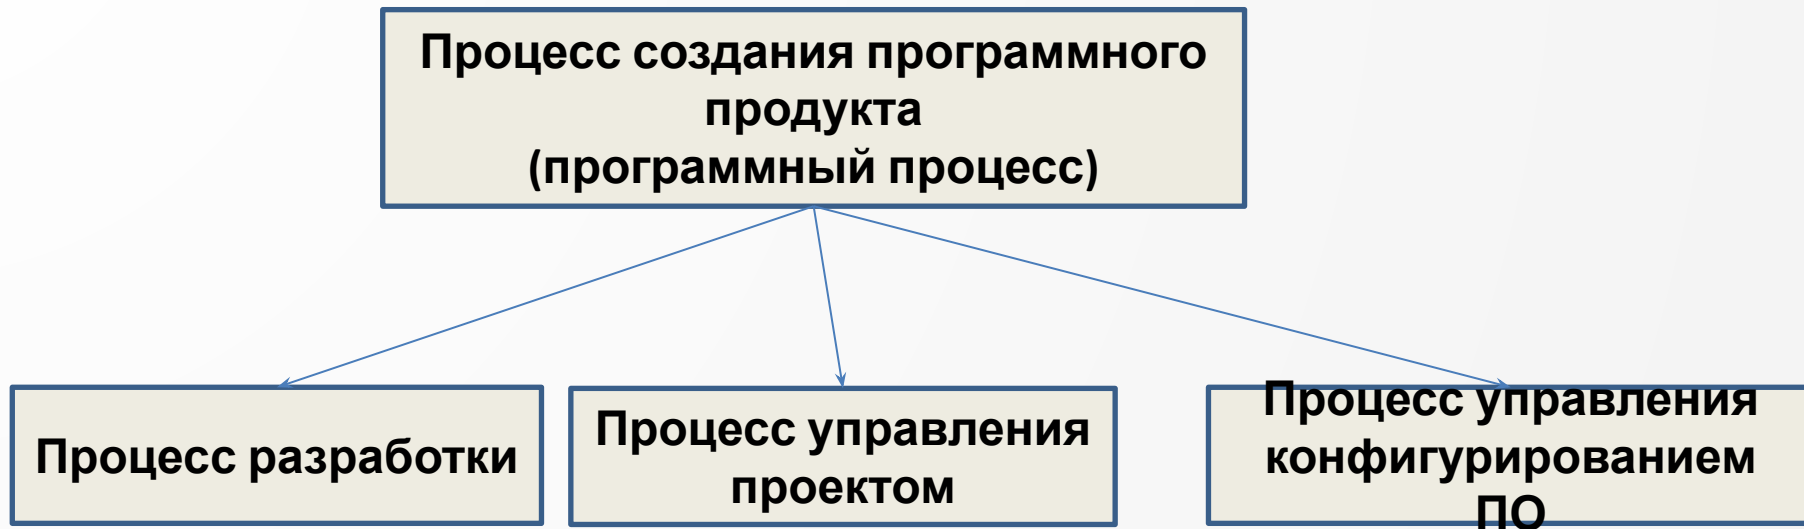 Процесс создания программного
продукта
(программный процесс)
Процесс разработки
Процесс управления
проектом
Процесс управления
конфигурированием
ПО